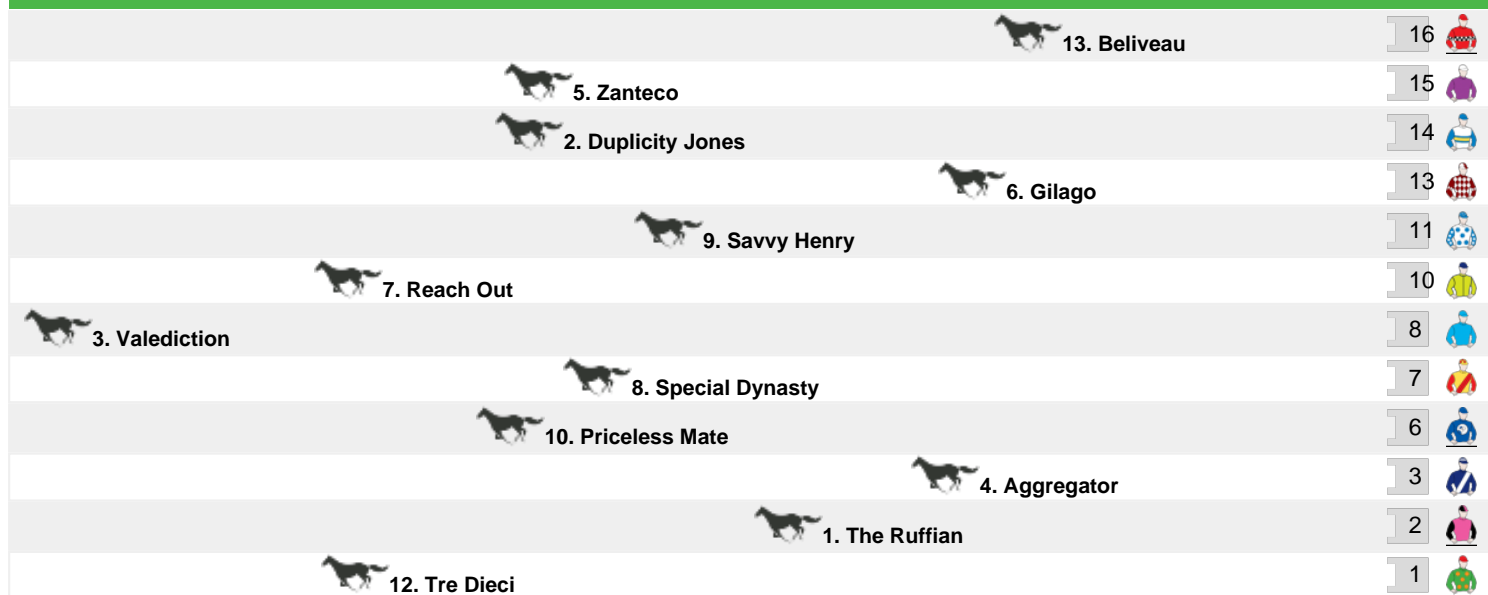 13. Beliveau 16
5. Zanteco 15
2. Duplicity Jones 14
6. Gilago 13
9. Savvy Henry 11
7. Reach Out 10
3. Valediction 8
8. Special Dynasty 7
10. Priceless Mate 6
4. Aggregator 3
1. The Ruffian 2
12. Tre Dieci 1